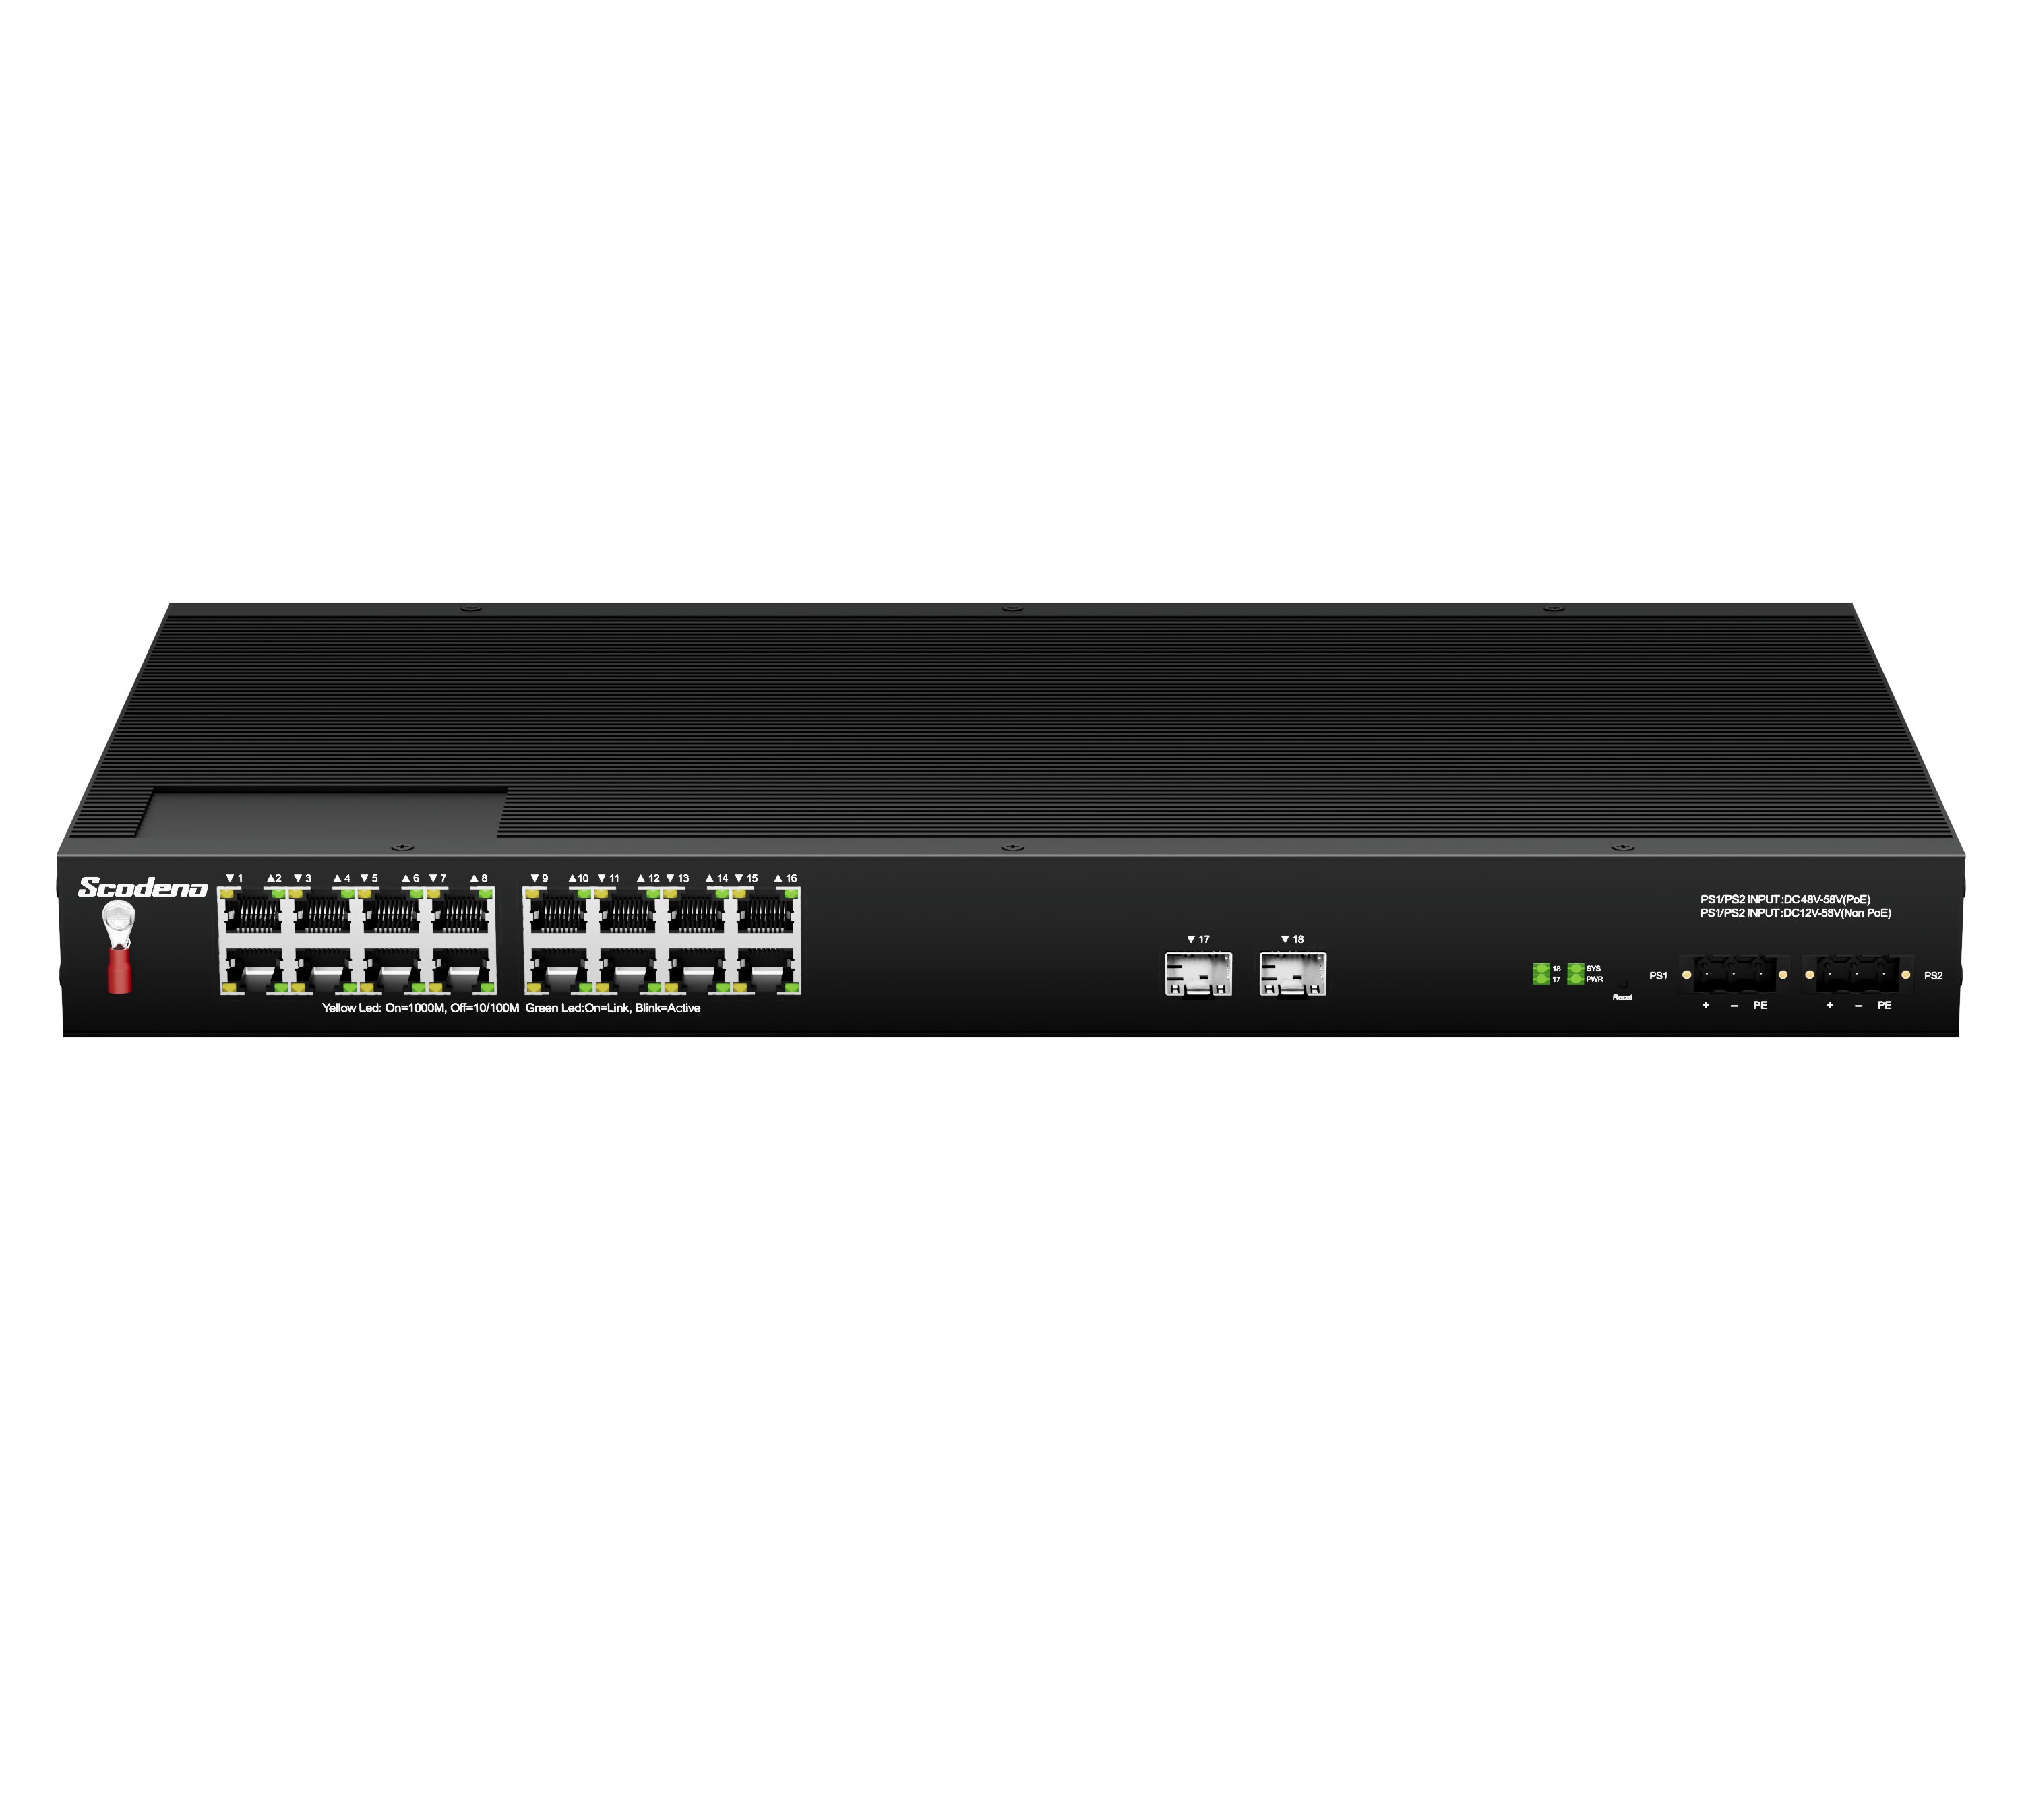 Scodeno
▼ 1 ▲2 ▼ 3 ▲ 4 ▼ 5 ▲ 6 ▼ 7 ▲ 8 ▼ 9 ▲10 ▼ 11 ▲ 12 ▼ 13 ▲ 14 ▼ 15 ▲ 16
Yellow Led: On=1000M, Off=10/100M Green Led:On=Link, Blink=Active
▼ 17 ▼ 18
18 SYS
17 PWR
Reset
PS1/PS2 INPUT:DC48V-58V(PoE)
PS1/PS2 INPUT:DC12V-58V(Non PoE)
PS1 PS2
+ − PE + − PE